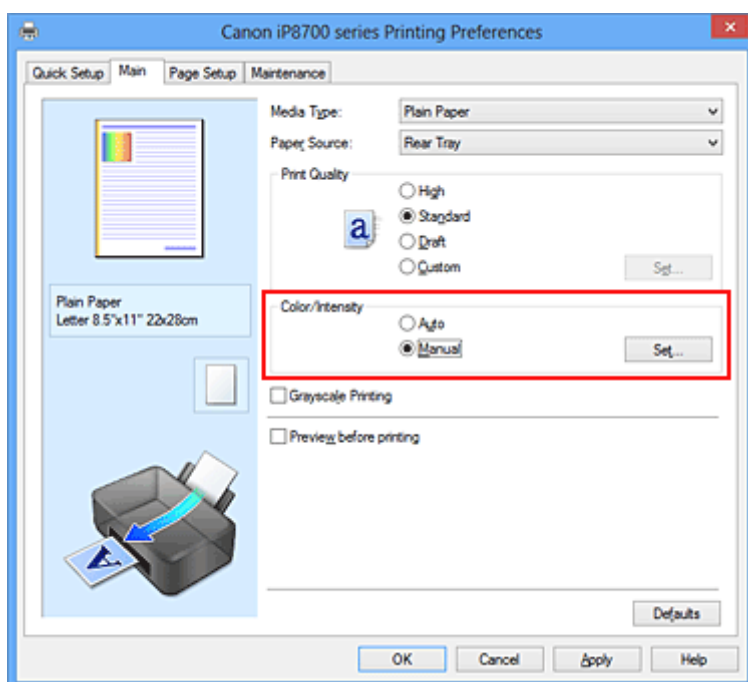 Canon iP8700 series Printing Preferences
Quick Setup Main Page Setup Maintenance
Media Type: Plain Paper
Paper Source: Rear Tray
Print Quality
High
a Standard
Draft
Custom Set...
Plain Paper
Letter 8.5"x11" 22x28cm
Color/Intensity
Auto
Manual Set...
Grayscale Printing
Preview before printing
A
Defaults
OK Cancel Apply Help